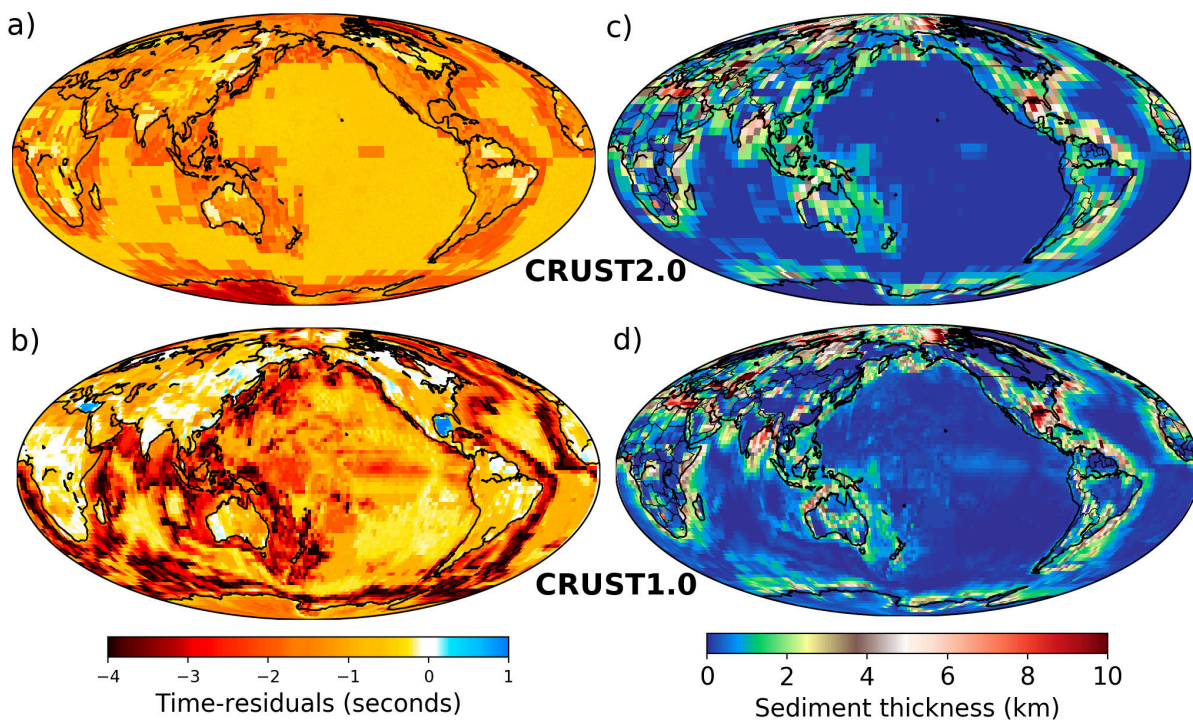 a)
c)
CRUST2.0
b)
d)
CRUST1.0
−4 −3 −2 −1 0 1
Time-residuals (seconds)
0 2 4 6 8 10
Sediment thickness (km)